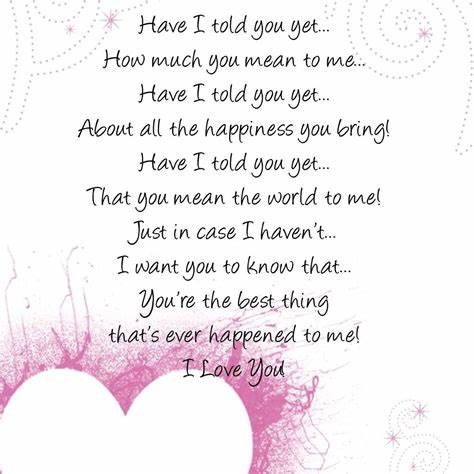 Have I told you yet...
How much you mean to me...
Have I told you yet...
About all the happiness you bring!
Have I told you yet...
That you mean the world to me!
Just in case I haven't...
I want you to know that...
You're the best thing
that's ever happened to me!
I Love You!